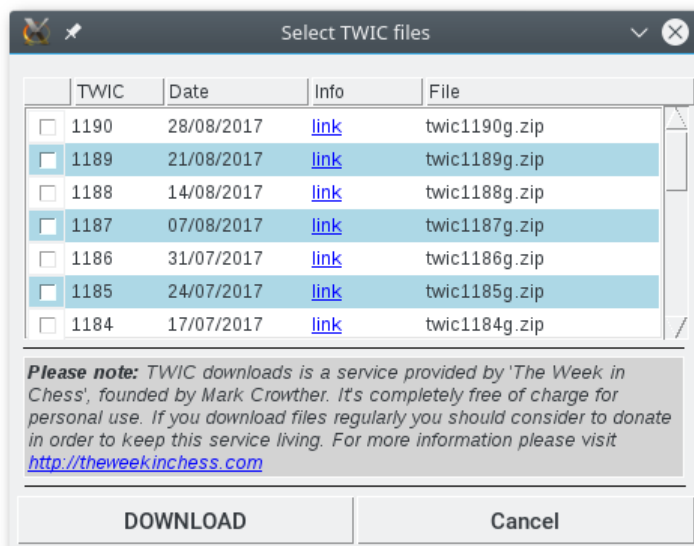 Select TWIC files
TWIC Date Info File
1190 28/08/2017 link twic1190g.zip
1189 21/08/2017 link twic1189g.zip
1188 14/08/2017 link twic1188g.zip
1187 07/08/2017 link twic1187g.zip
1186 31/07/2017 link twic1186g.zip
1185 24/07/2017 link twic1185g.zip
1184 17/07/2017 link twic1184g.zip
Please note: TWIC downloads is a service provided by 'The Week in
Chess', founded by Mark Crowther. It's completely free of charge for
personal use. If you download files regularly you should consider to donate
in order to keep this service living. For more information please visit
http://theweekinchess.com
DOWNLOAD Cancel